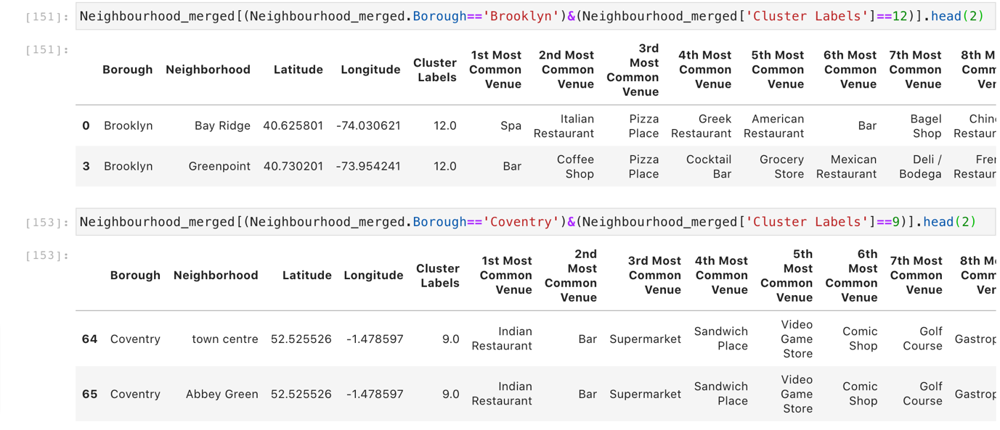 [151]: Neighbourhood_merged[(Neighbourhood_merged.Borough=='Brooklyn')&(Neighbourhood_merged['Cluster Labels']==12)].head(2)
[151]:
Borough Neighborhood Latitude Longitude Cluster Labels 1st Most Common Venue 2nd Most Common Venue 3rd Most Common Venue 4th Most Common Venue 5th Most Common Venue 6th Most Common Venue 7th Most Common Venue 8th M Comm Ver
0 Brooklyn Bay Ridge 40.625801 -74.030621 12.0 Spa Italian Restaurant Pizza Place Greek Restaurant American Restaurant Bar Bagel Shop Chin Restaur
3 Brooklyn Greenpoint 40.730201 -73.954241 12.0 Bar Coffee Shop Pizza Place Cocktail Bar Grocery Store Mexican Restaurant Deli / Bodega Fre Restaur
[153]: Neighbourhood_merged[(Neighbourhood_merged.Borough=='Coventry')&(Neighbourhood_merged['Cluster Labels']==9)].head(2)
[153]:
Borough Neighborhood Latitude Longitude Cluster Labels 1st Most Common Venue 2nd Most Common Venue 3rd Most Common Venue 4th Most Common Venue 5th Most Common Venue 6th Most Common Venue 7th Most Common Venue 8th M Comm Ver
64 Coventry town centre 52.525526 -1.478597 9.0 Indian Restaurant Bar Supermarket Sandwich Place Video Game Store Comic Shop Golf Course Gastrop
65 Coventry Abbey Green 52.525526 -1.478597 9.0 Indian Restaurant Bar Supermarket Sandwich Place Video Game Store Comic Shop Golf Course Gastrop